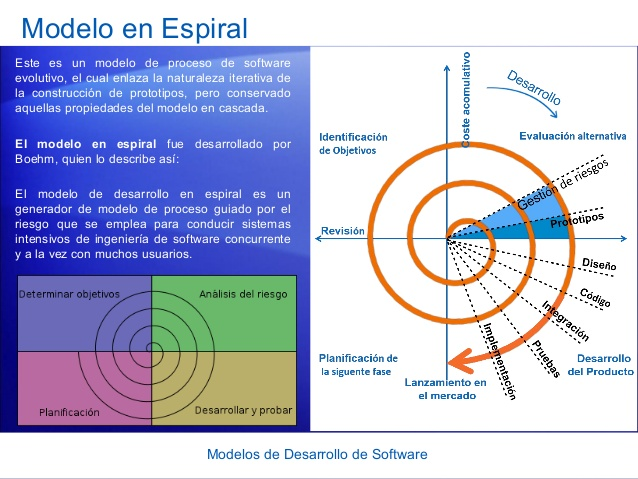 Modelo en Espiral
Este es un modelo de proceso de software
evolutivo, el cual enlaza la naturaleza iterativa de
la construcción de prototipos, pero conservado
aquellas propiedades del modelo en cascada.
El modelo en espiral fue desarrollado por
Boehm, quien lo describe así:
El modelo de desarrollo en espiral es un
generador de modelo de proceso guiado por el
riesgo que se emplea para conducir sistemas
intensivos de ingeniería de software concurrente
y a la vez con muchos usuarios.
Determinar objetivos
Análisis del riesgo
Planificación
Desarrollar y probar
Coste acomulativo
Desarrollo
Identificación
de Objetivos
Evaluación alternativa
Gestión de riesgos
Prototipos
Revisión
Diseño
Código
Integración
Pruebas
Implementación
Planificación de
la siguente fase
Lanzamiento en
el mercado
Desarrollo
del Producto
Modelos de Desarrollo de Software